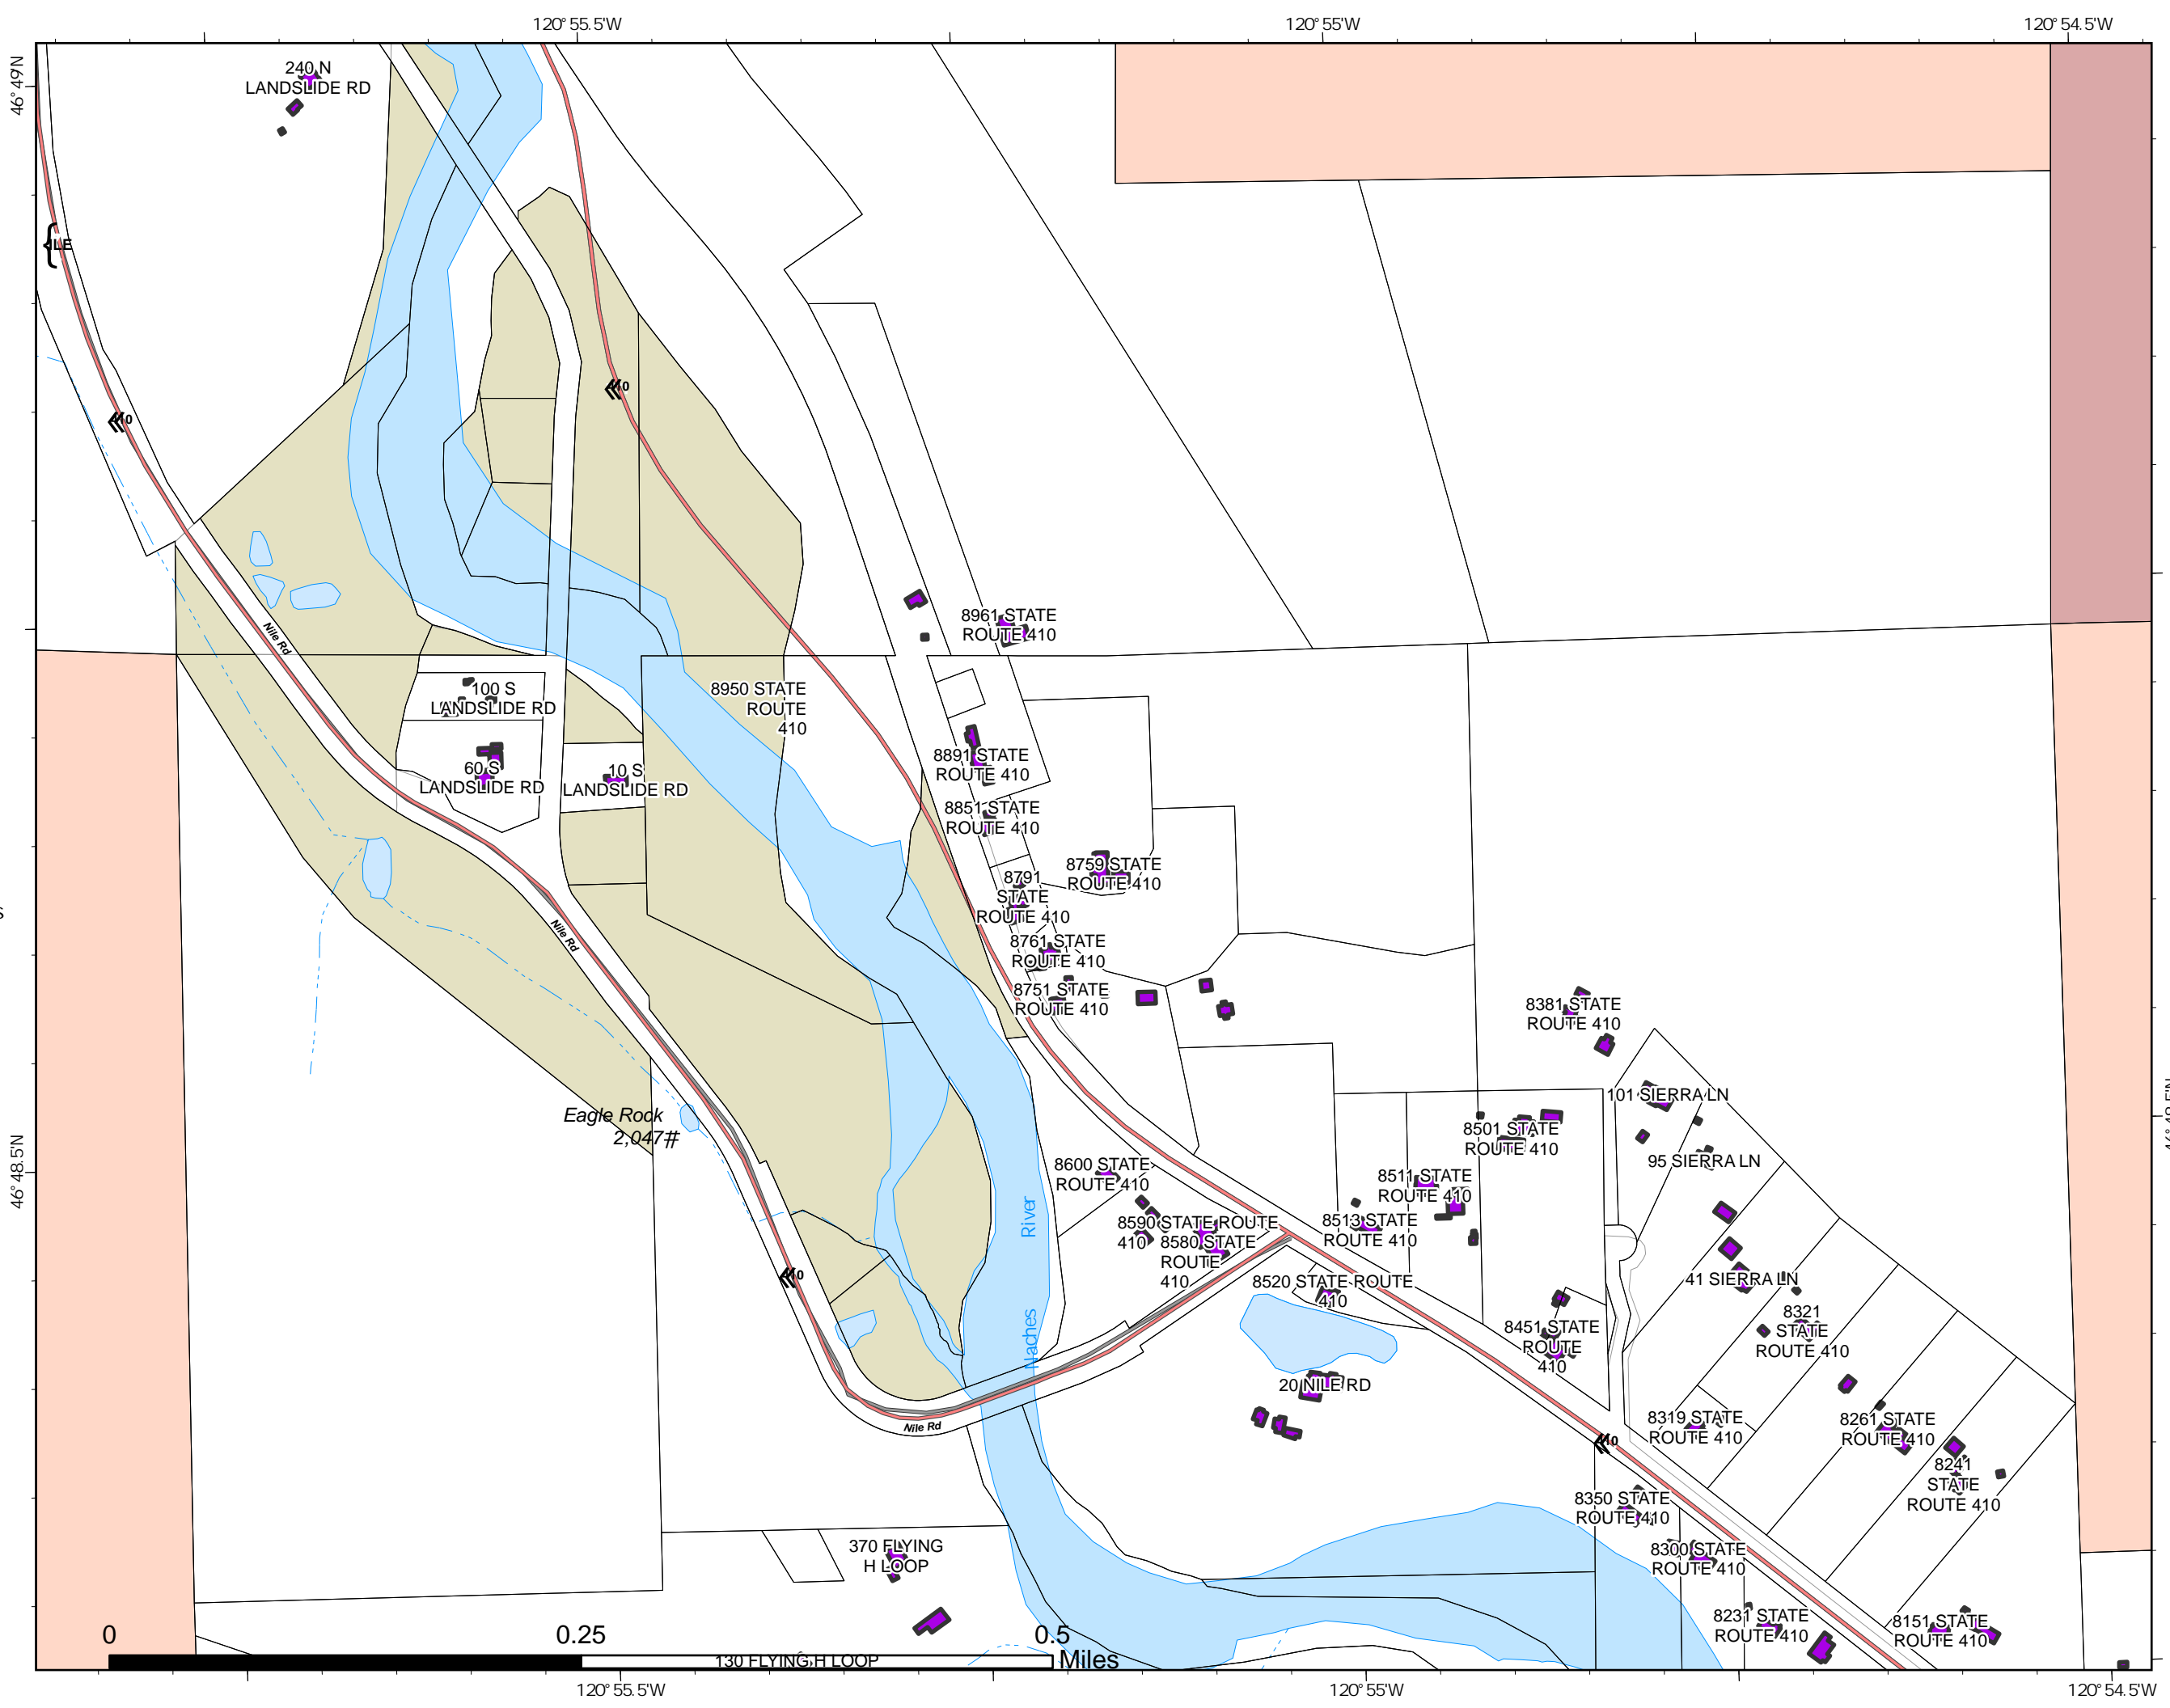 120°55.5'W
120°55'W
120°54.5'W
46°49'N
240 N
LANDSLIDE RD
Nile Rd
8961 STATE
ROUTE 410
100 S
LANDSLIDE RD
8950 STATE
ROUTE
410
60 S
LANDSLIDE RD
10 S
LANDSLIDE RD
8891 STATE
ROUTE 410
8851 STATE
ROUTE 410
8759 STATE
ROUTE 410
8791
STATE
ROUTE 410
Nile Rd
8761 STATE
ROUTE 410
8751 STATE
ROUTE 410
8381 STATE
ROUTE 410
101 SIERRA LN
Eagle Rock
2,047#
8501 STATE
ROUTE 410
95 SIERRA LN
46°48.5'N
8600 STATE
ROUTE 410
8511 STATE
ROUTE 410
8590 STATE ROUTE
410
8580 STATE
ROUTE
410
8513 STATE
ROUTE 410
Naches River
8520 STATE ROUTE
410
41 SIERRA LN
8321
STATE
ROUTE 410
8451 STATE
ROUTE
410
20 NILE RD
Nile Rd
8319 STATE
ROUTE 410
8261 STATE
ROUTE 410
8241
STATE
ROUTE 410
8350 STATE
ROUTE 410
370 FLYING
H LOOP
8300 STATE
ROUTE 410
8231 STATE
ROUTE 410
8151 STATE
ROUTE 410
0 0.25 0.5
Miles
130 FLYING H LOOP
120°55.5'W
120°55'W
120°54.5'W